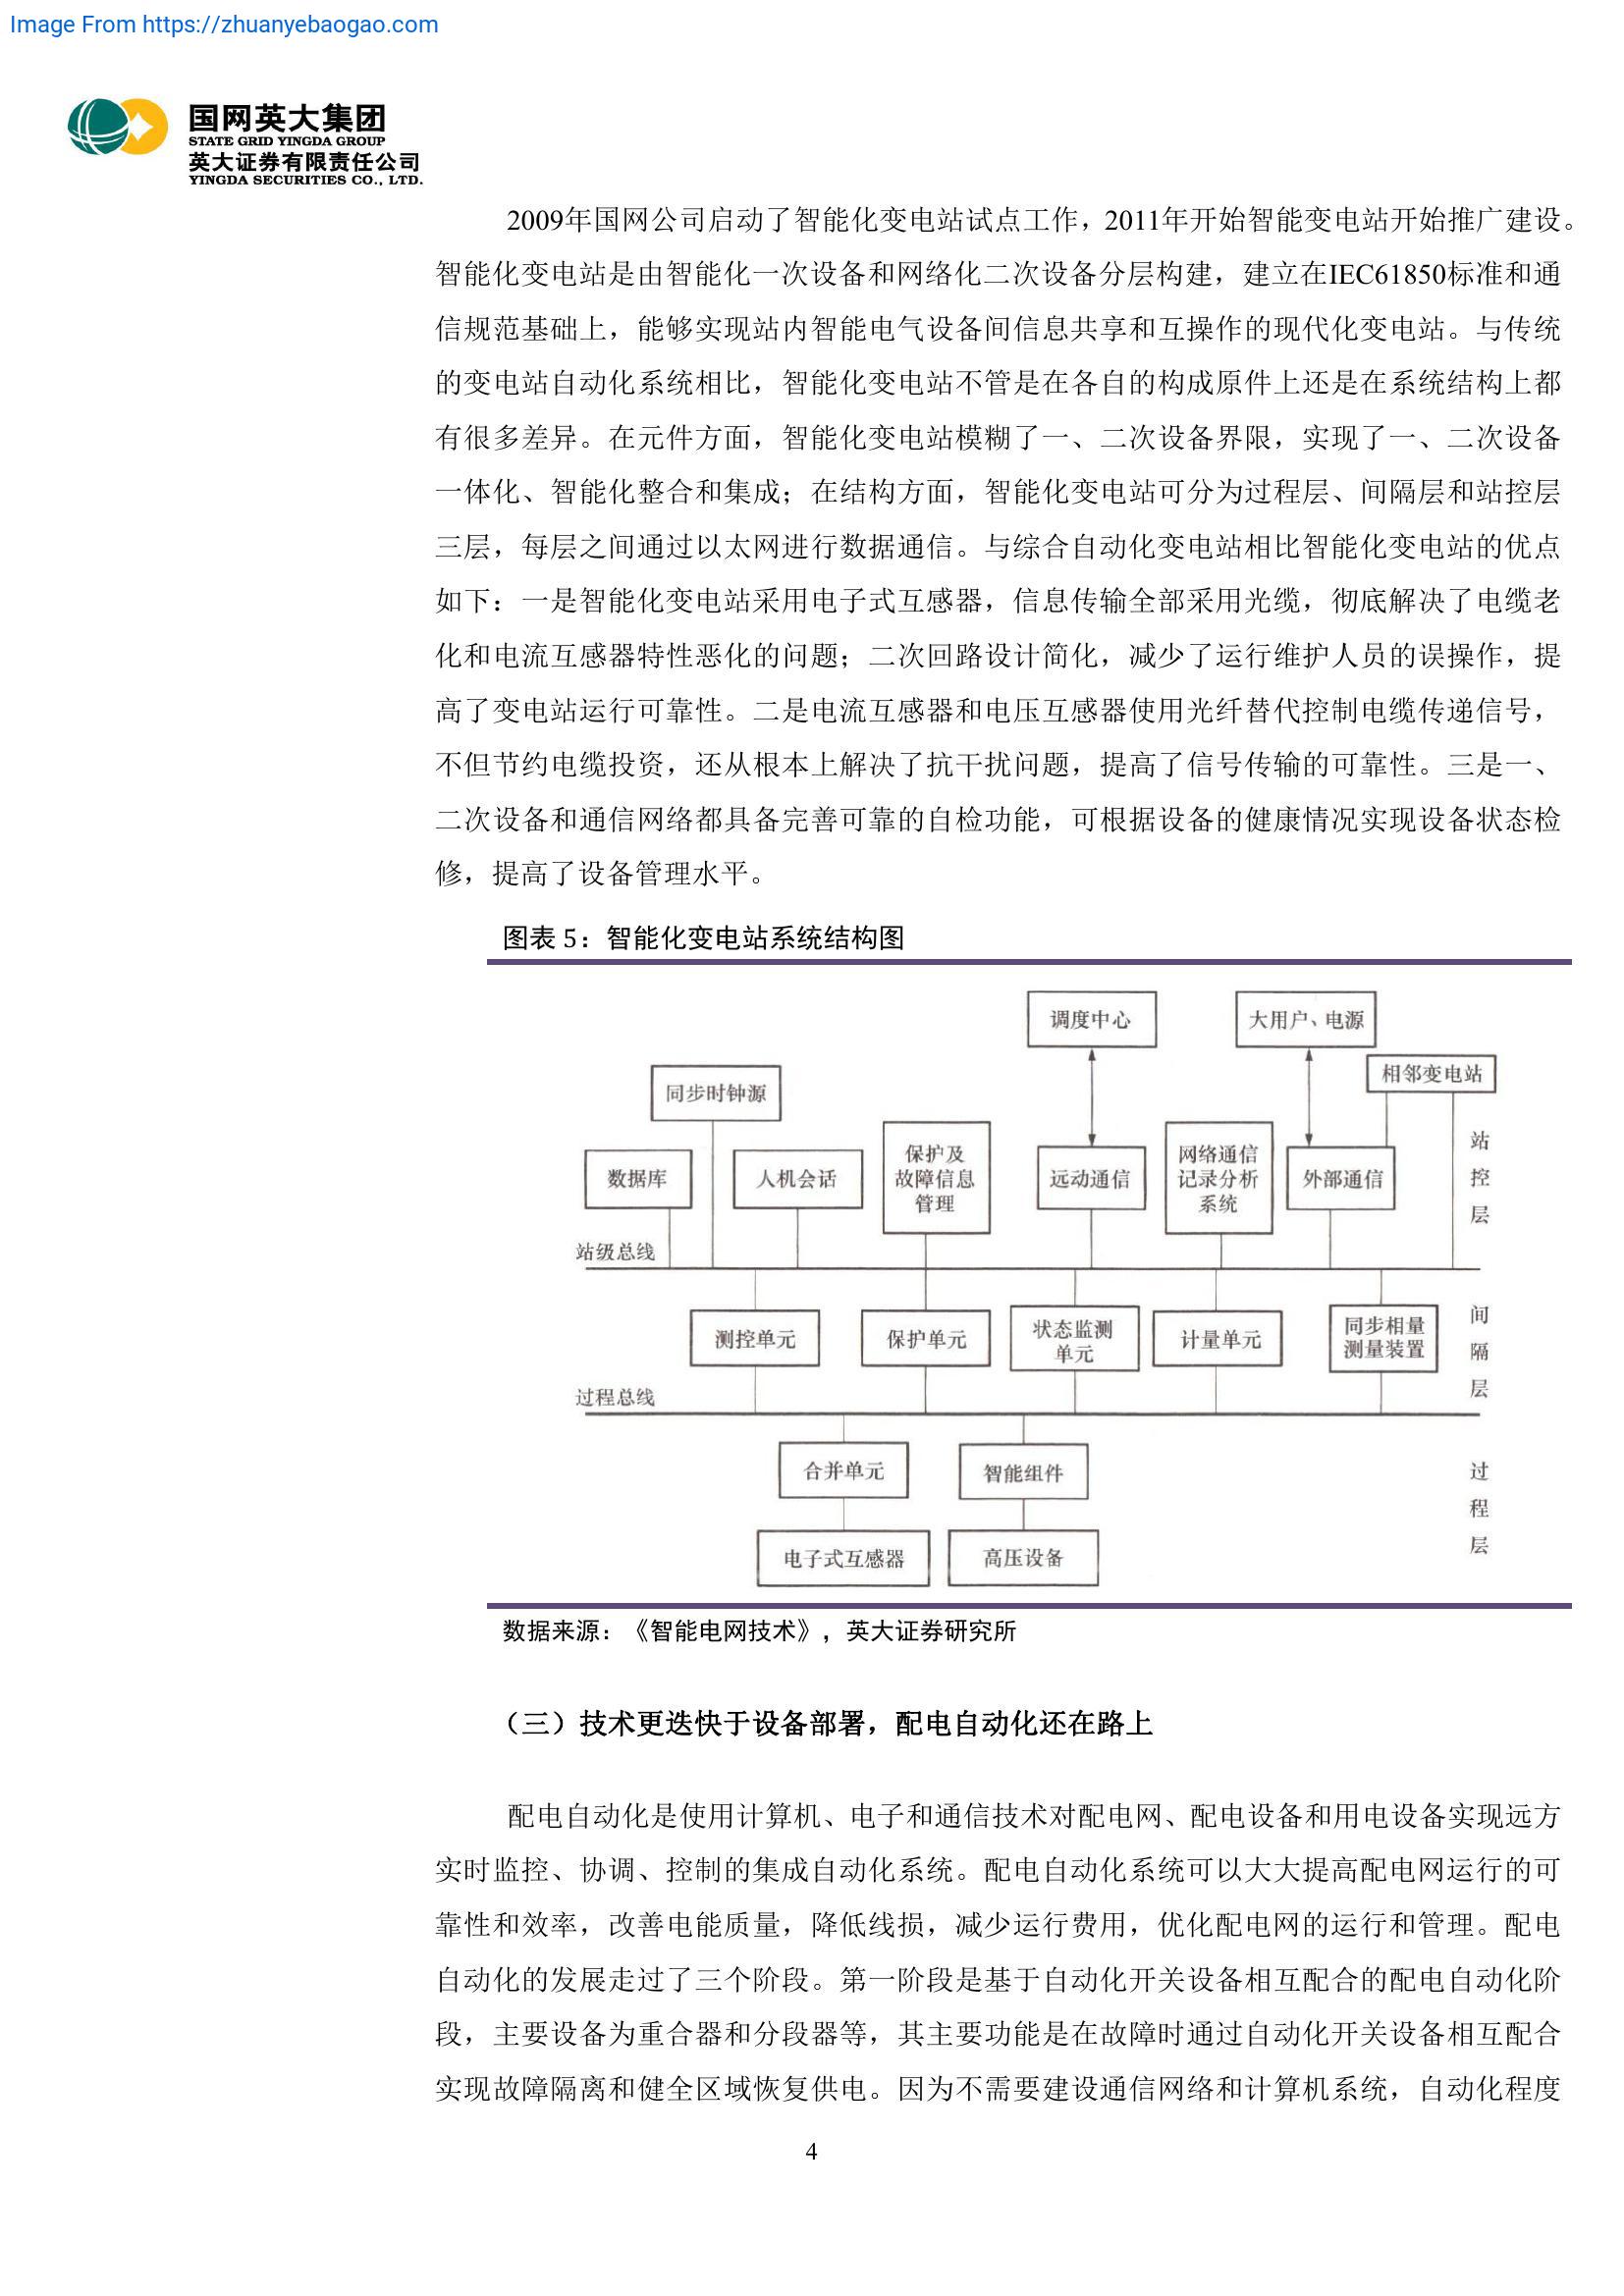 Image From https://zhuanyebaogao.com
国网英大集团
STATE GRID YINGDA GROUP
英大证券有限责任公司
YINGDA SECURITIES CO., LTD.
2009年国网公司启动了智能化变电站试点工作，2011年开始智能变电站开始推广建设。
智能化变电站是由智能化一次设备和网络化二次设备分层构建，建立在IEC61850标准和通
信规范基础上，能够实现站内智能电气设备间信息共享和互操作的现代化变电站。与传统
的变电站自动化系统相比，智能化变电站不管是在各自的构成原件上还是在系统结构上都
有很多差异。在元件方面，智能化变电站模糊了一、二次设备界限，实现了一、二次设备
一体化、智能化整合和集成；在结构方面，智能化变电站可分为过程层、间隔层和站控层
三层，每层之间通过以太网进行数据通信。与综合自动化变电站相比智能化变电站的优点
如下：一是智能化变电站采用电子式互感器，信息传输全部采用光缆，彻底解决了电缆老
化和电流互感器特性恶化的问题；二次回路设计简化，减少了运行维护人员的误操作，提
高了变电站运行可靠性。二是电流互感器和电压互感器使用光纤替代控制电缆传递信号，
不但节约电缆投资，还从根本上解决了抗干扰问题，提高了信号传输的可靠性。三是一、
二次设备和通信网络都具备完善可靠的自检功能，可根据设备的健康情况实现设备状态检
修，提高了设备管理水平。
图表 5：智能化变电站系统结构图
调度中心
大用户、电源
相邻变电站
同步时钟源
数据库
人机会话
保护及
故障信息
管理
远动通信
网络通信
记录分析
系统
外部通信
站
控
层
站级总线
测控单元
保护单元
状态监测
单元
计量单元
同步相量
测量装置
间
隔
层
过程总线
合并单元
智能组件
过
程
层
电子式互感器
高压设备
数据来源：《智能电网技术》，英大证券研究所
（三）技术更迭快于设备部署，配电自动化还在路上
配电自动化是使用计算机、电子和通信技术对配电网、配电设备和用电设备实现远方
实时监控、协调、控制的集成自动化系统。配电自动化系统可以大大提高配电网运行的可
靠性和效率，改善电能质量，降低线损，减少运行费用，优化配电网的运行和管理。配电
自动化的发展走过了三个阶段。第一阶段是基于自动化开关设备相互配合的配电自动化阶
段，主要设备为重合器和分段器等，其主要功能是在故障时通过自动化开关设备相互配合
实现故障隔离和健全区域恢复供电。因为不需要建设通信网络和计算机系统，自动化程度
4